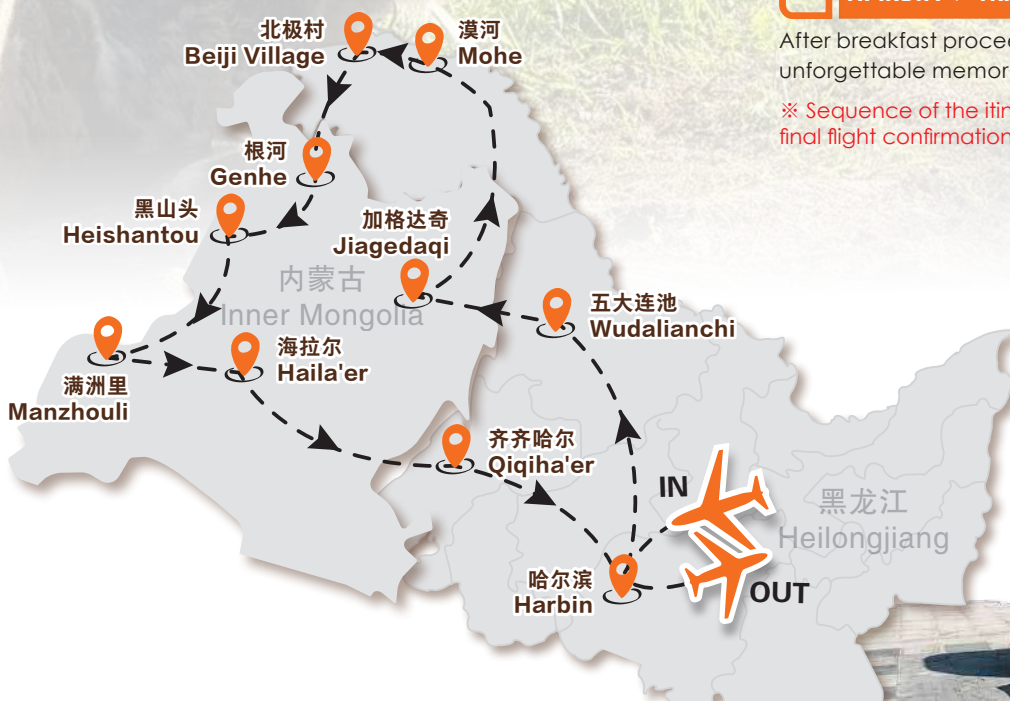 After breakfast
unforgettable
※ Sequence of the
final flight confirmation
北极村
Beiji Village
漠河
Mohe
根河
Genhe
黑山头
Heishantou
加格达奇
Jiagedaqi
内蒙古
Inner Mongolia
五大连池
Wudalianchi
海拉尔
Haila'er
满洲里
Manzhouli
齐齐哈尔
Qiqiha'er
IN
黑龙江
Heilongjiang
哈尔滨
Harbin
OUT